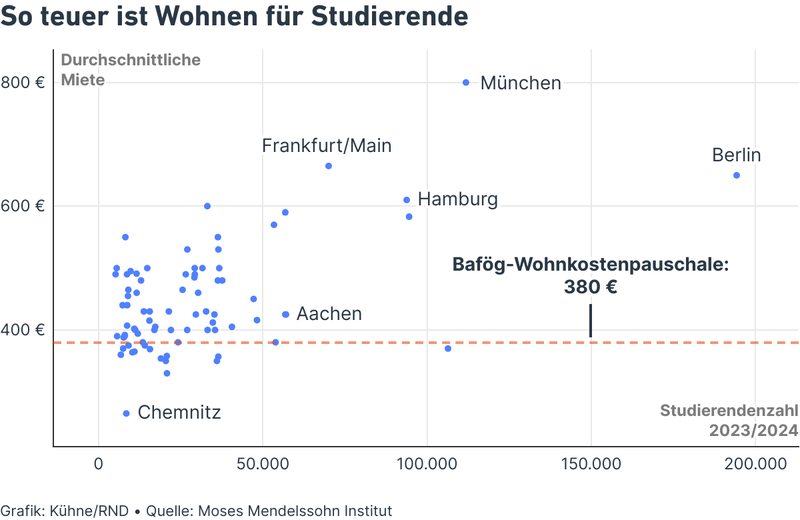 So teuer ist Wohnen für Studierende
Durchschnittliche
Miete
800 €
München
Frankfurt/Main
Berlin
600 €
Hamburg
Bafög-Wohnkostenpauschale:
380 €
Aachen
400 €
Chemnitz
Studierendenzahl
2023/2024
0
50.000
100.000
150.000
200.000
Grafik: Kühne/RND • Quelle: Moses Mendelssohn Institut